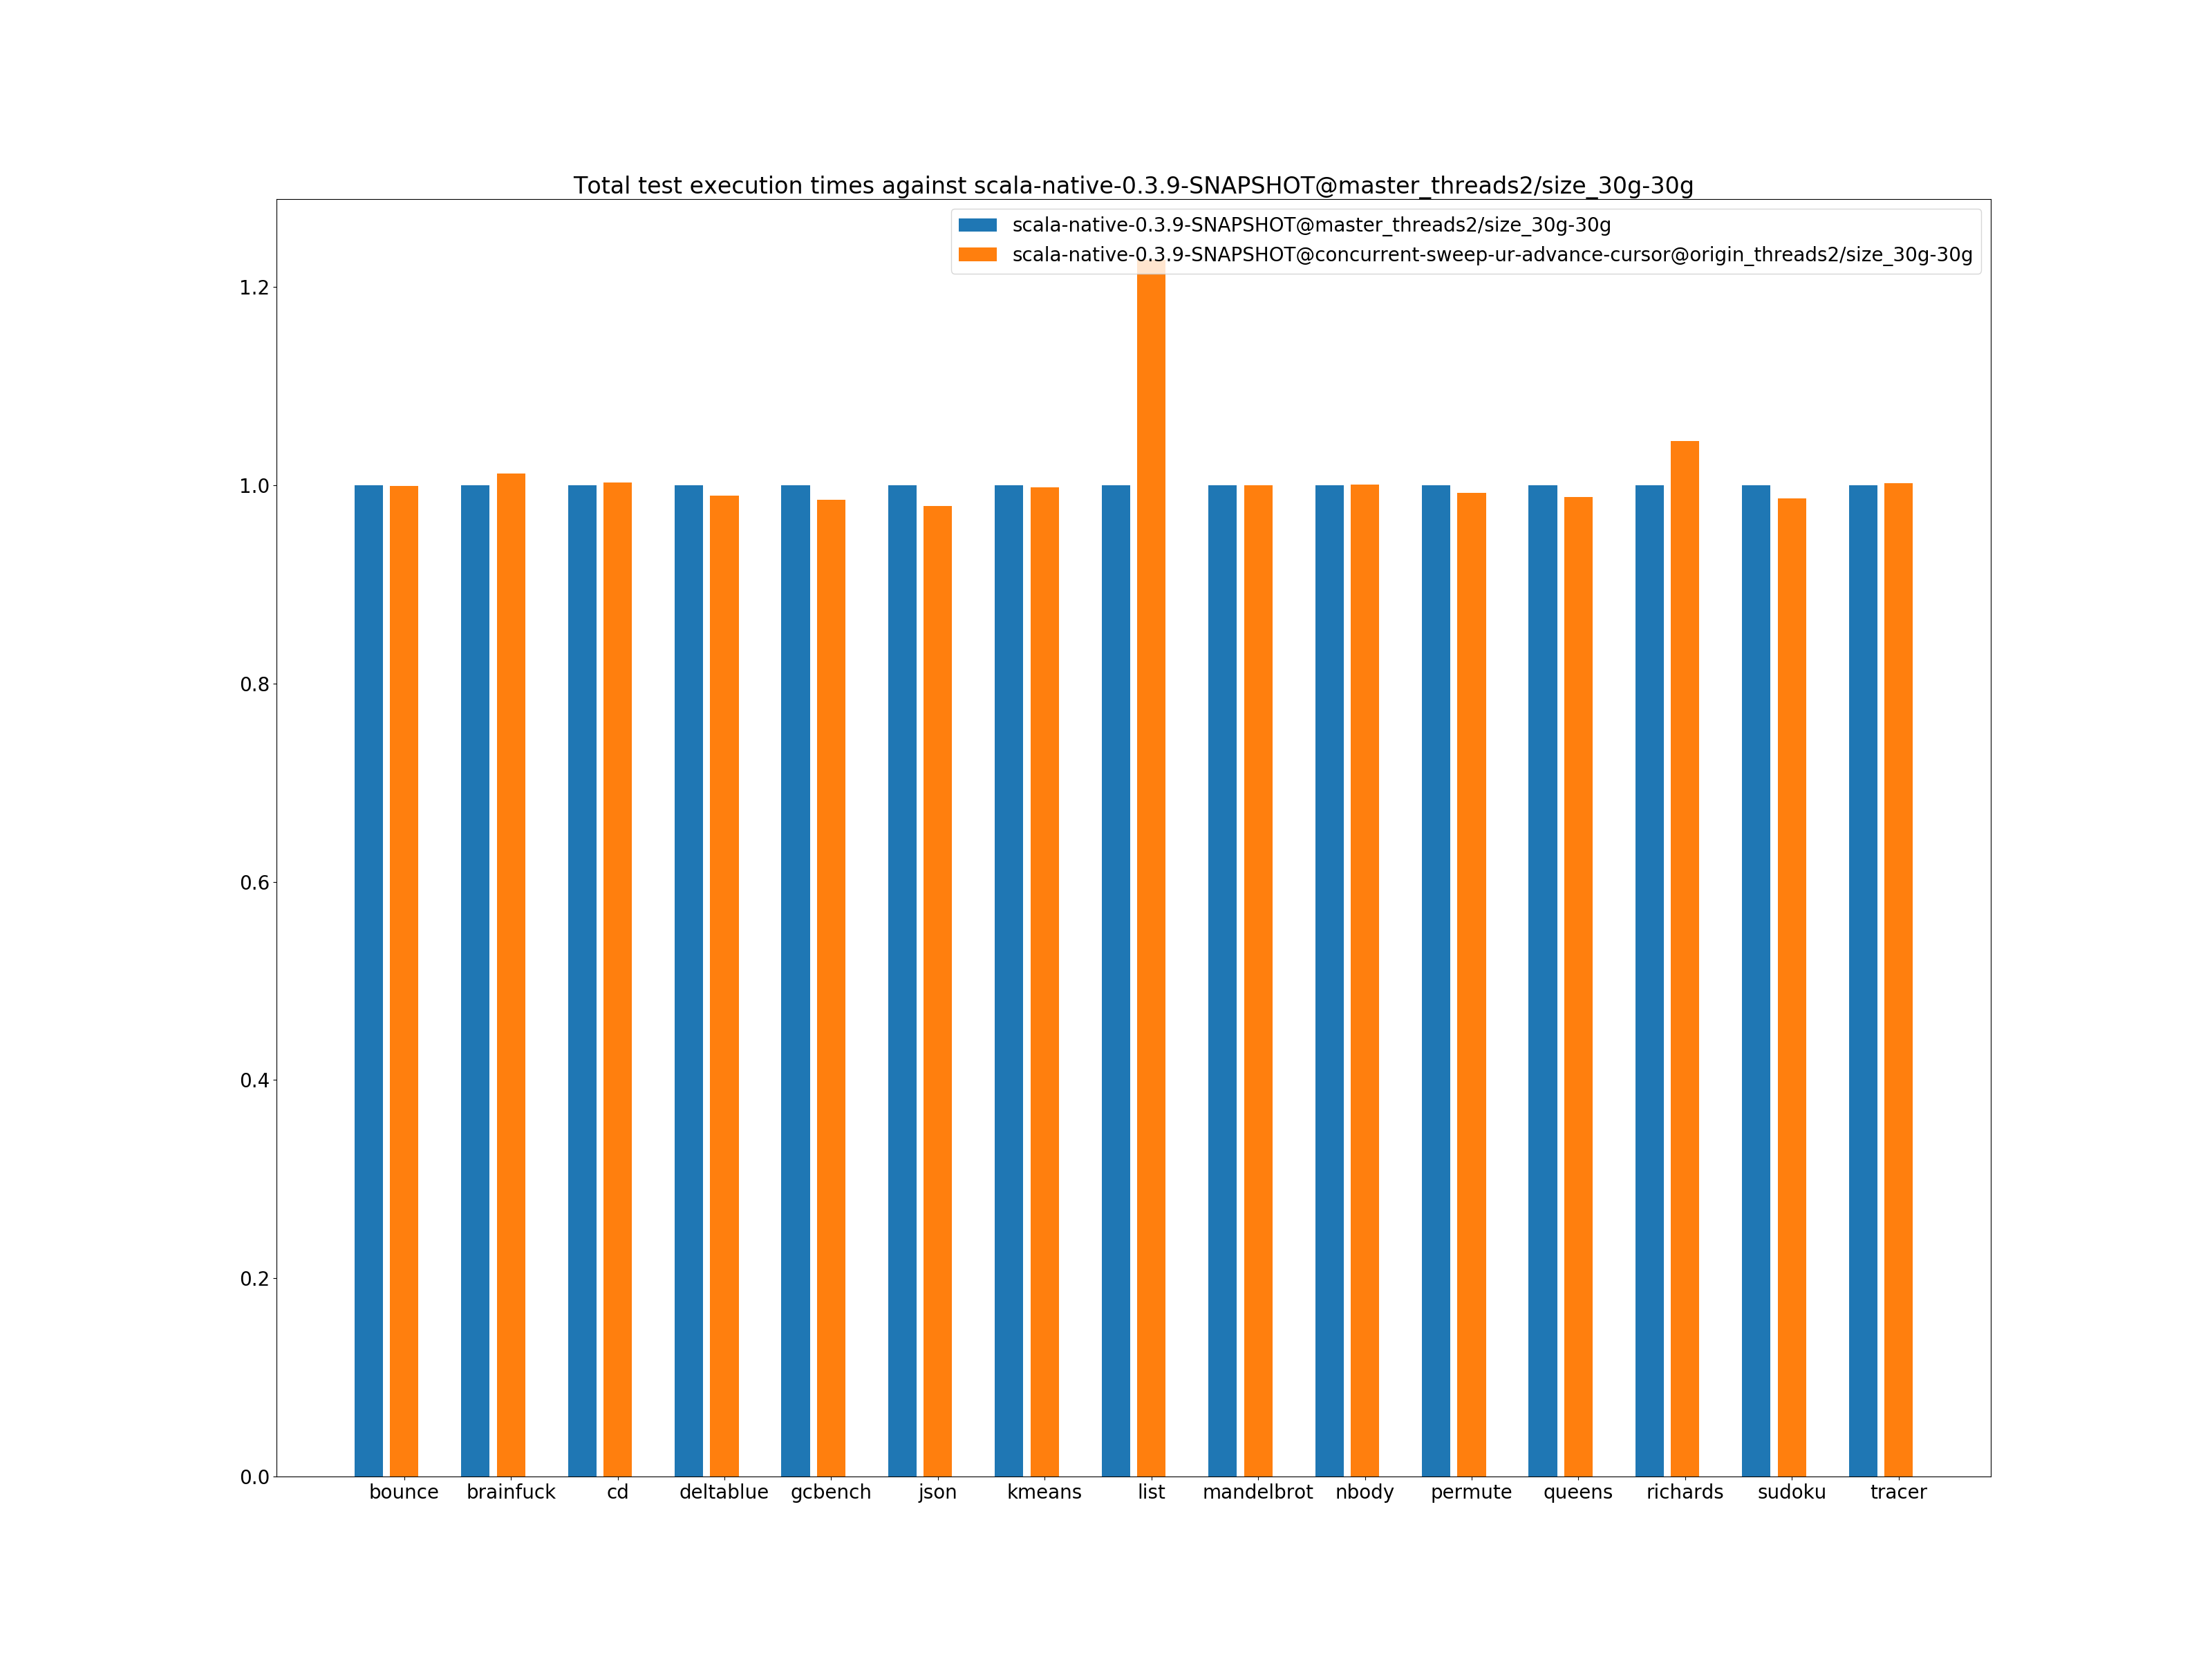 Total test execution times against scala-native-0.3.9-SNAPSHOT@master_threads2/size_30g-30g
scala-native-0.3.9-SNAPSHOT@master_threads2/size_30g-30g
scala-native-0.3.9-SNAPSHOT@concurrent-sweep-ur-advance-cursor@origin_threads2/size_30g-30g
1.2
1.0
0.8
0.6
0.4
0.2
0.0
bounce brainfuck cd deltablue gcbench json kmeans list mandelbrot nbody permute queens richards sudoku tracer